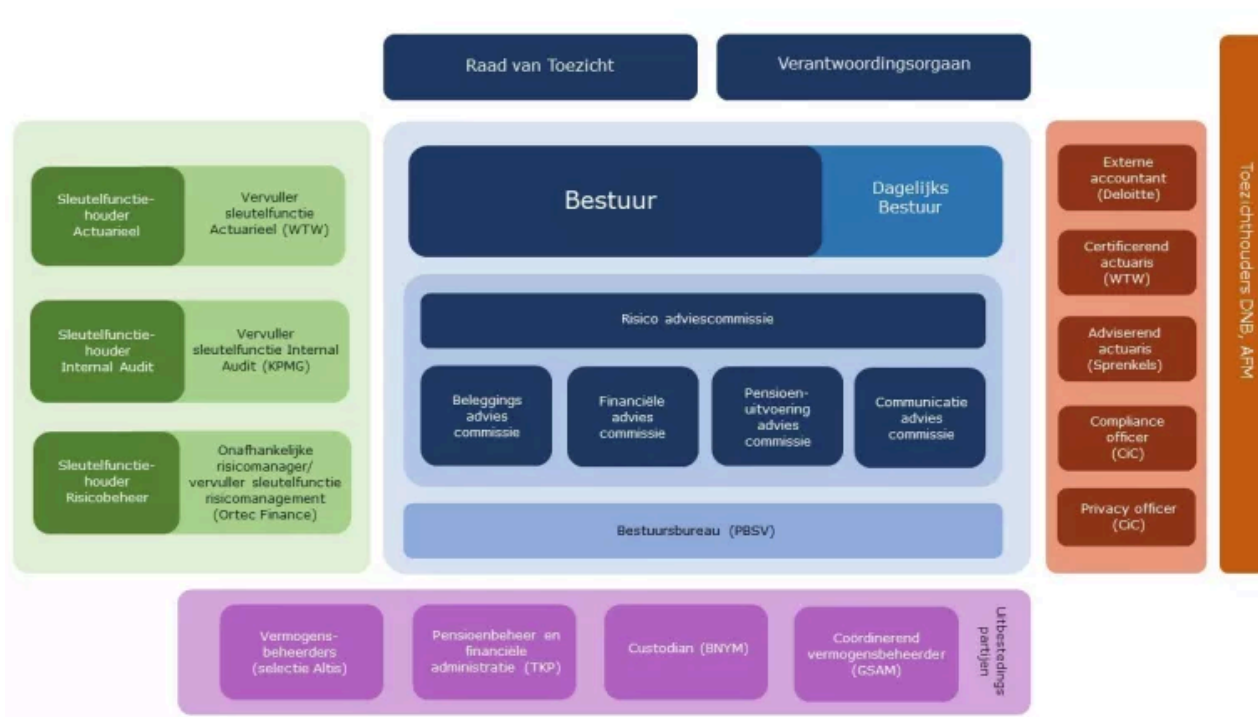 Raad van Toezicht
Verantwoordingsorgaan
Sleutelfunctie-
houder
Actuarieel
Vervuller
sleutelfunctie
Actuarieel (WTW)
Sleutelfunctie-
houder
Internal Audit
Vervuller
sleutelfunctie Internal
Audit (KPMG)
Sleutelfunctie-
houder
Risicobeheer
Onafhankelijke
risicomanager/
vervuller sleutelfunctie
risicomanagement
(Ortec Finance)
Bestuur
Dagelijks
Bestuur
Risico adviescommissie
Beleggings
advies
commissie
Financiële
advies
commissie
Pensioen-
uitvoering
advies
commissie
Communicatie
advies
commissie
Bestuursbureau (PBSV)
Externe
accountant
(Deloitte)
Certificerend
actuaris
(WTW)
Adviserend
actuaris
(Sprenkels)
Compliance
officer
(CiC)
Privacy officer
(CiC)
Toezichthouders DNB, AFM
Vermogens-
beheerders
(selectie Altis)
Pensioenbeheer en
financiële
administratie (TKP)
Custodian (BNYM)
Coördinerend
vermogensbeheerder
(GSAM)
Uitbestedings
partijen